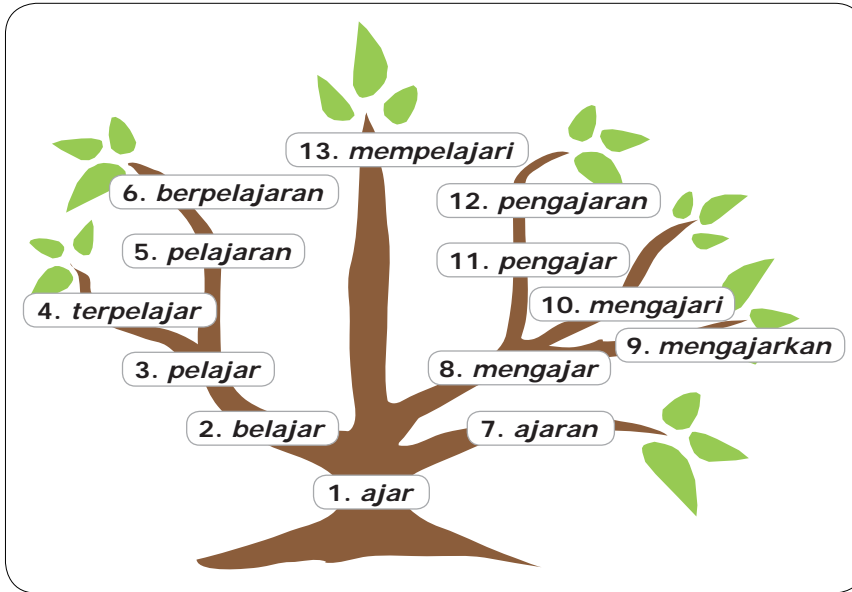 13. mempelajari
6. berpelajaran
12. pengajaran
5. pelajaran
11. pengajar
4. terpelajar
10. mengajari
9. mengajarkan
3. pelajar
8. mengajar
2. belajar
7. ajaran
1. ajar